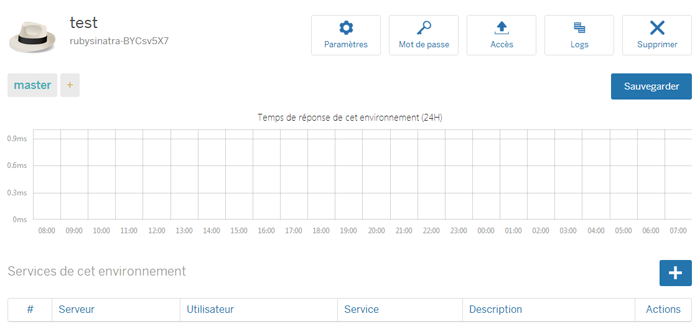 test
rubysinatra-BYCsv5X7
Paramètres Mot de passe Accès Logs Supprimer
master +
Sauvegarder
Temps de réponse de cet environnement (24H)
0.9ms
0.6ms
0.3ms
0ms
08:00 09:00 10:00 11:00 12:00 13:00 14:00 15:00 16:00 17:00 18:00 19:00 20:00 21:00 22:00 23:00 00:00 01:00 02:00 03:00 04:00 05:00 06:00 07:00
Services de cet environnement
# Serveur Utilisateur Service Description Actions